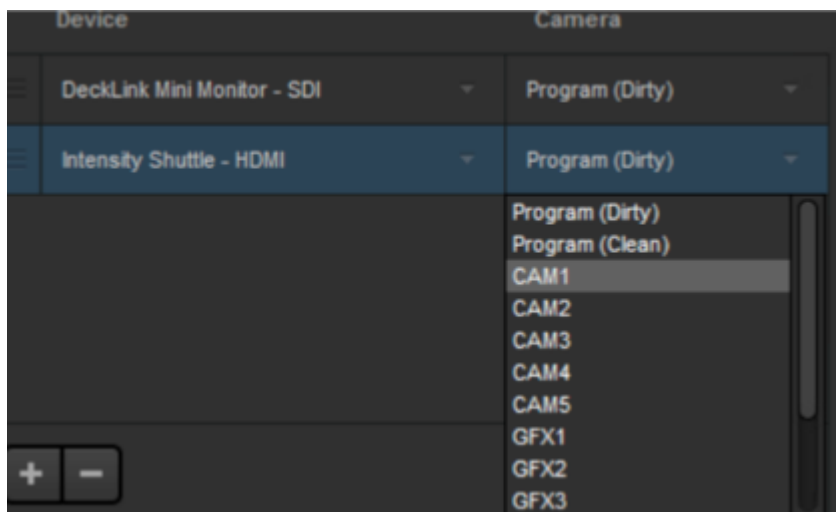 Device Camera
DeckLink Mini Monitor - SDI Program (Dirty)
Intensity Shuttle - HDMI Program (Dirty)
Program (Dirty)
Program (Clean)
CAM1
CAM2
CAM3
CAM4
CAM5
GFX1
GFX2
GFX3